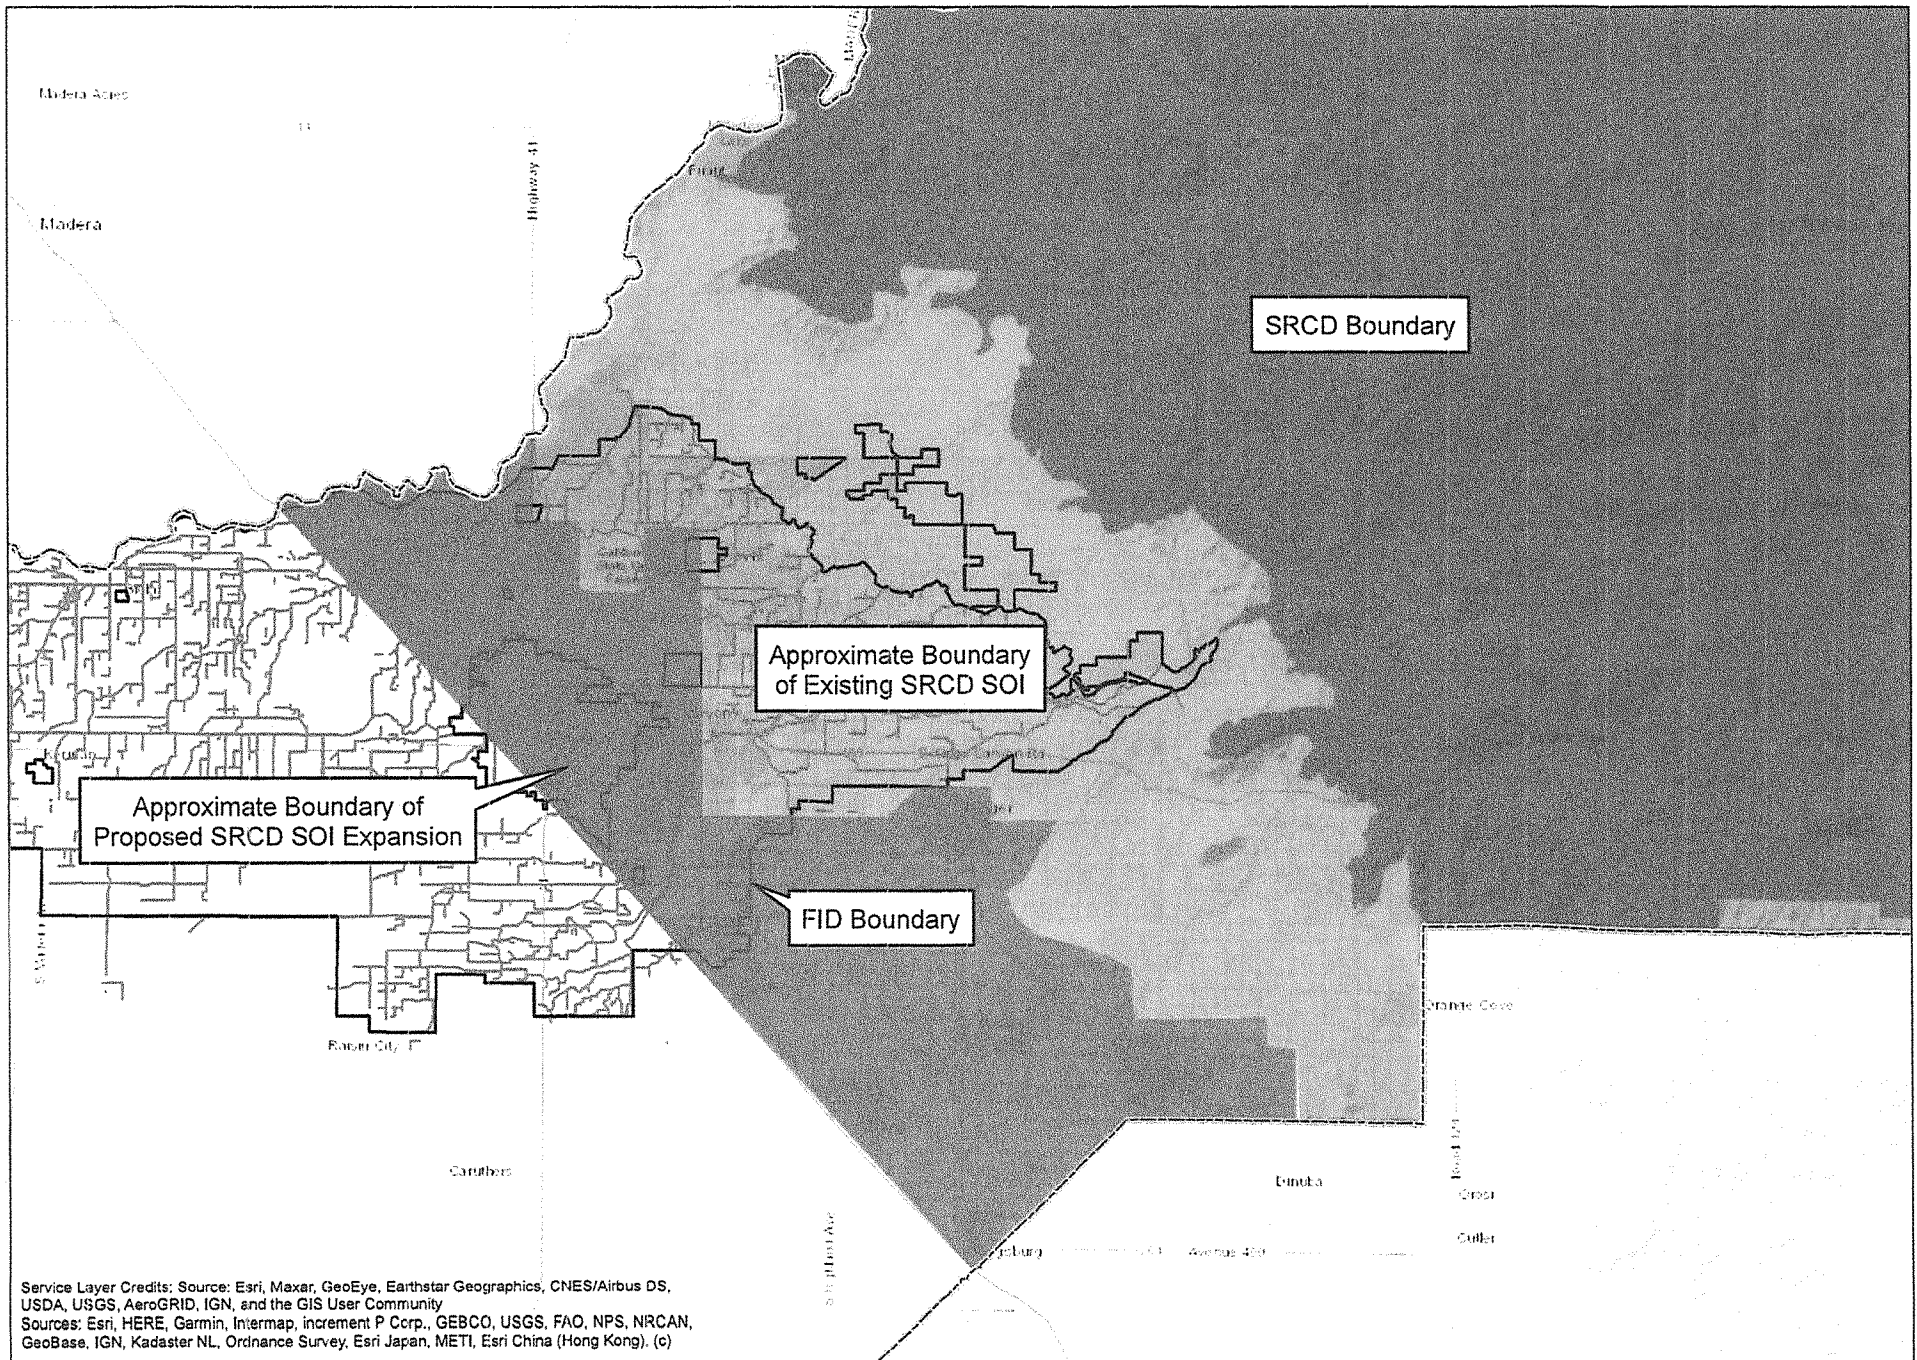 Madera Acres
Madera
Highway 41
Friant
SRCD Boundary
Approximate Boundary
of Existing SRCD SOI
Approximate Boundary of
Proposed SRCD SOI Expansion
FID Boundary
Orange Cove
Raisin City
Caruthers
Dinuba
Orosi
Cutler
Avenue 400
Service Layer Credits: Source: Esri, Maxar, GeoEye, Earthstar Geographics, CNES/Airbus DS,
USDA, USGS, AeroGRID, IGN, and the GIS User Community
Sources: Esri, HERE, Garmin, Intermap, increment P Corp., GEBCO, USGS, FAO, NPS, NRCAN,
GeoBase, IGN, Kadaster NL, Ordnance Survey, Esri Japan, METI, Esri China (Hong Kong), (c)